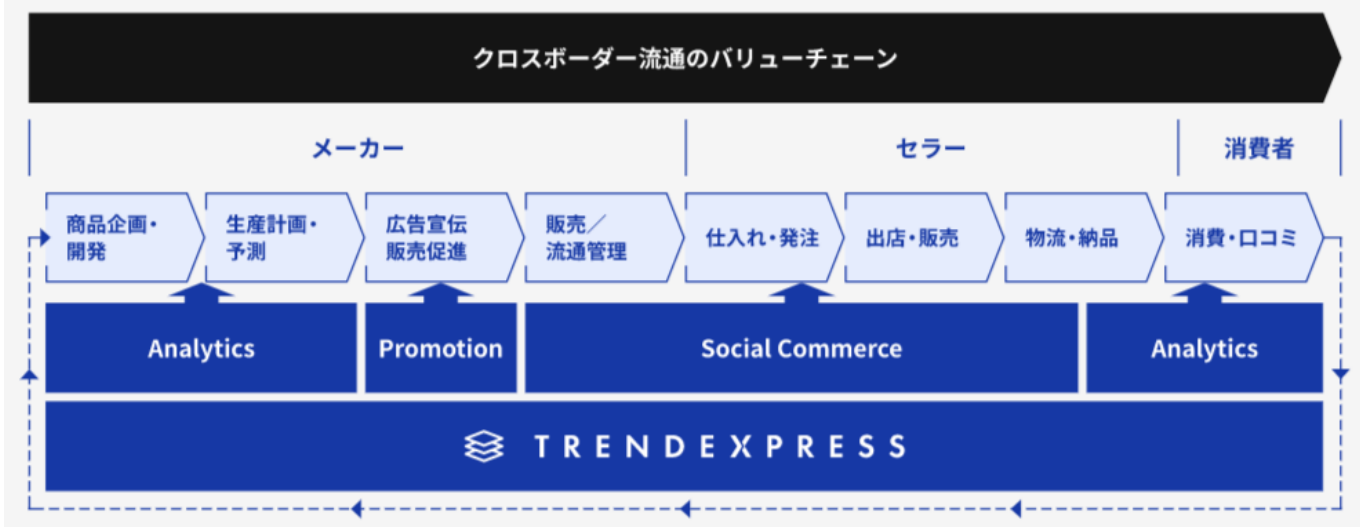 クロスボーダー流通のバリューチェーン
メーカー
セラー
消費者
商品企画・
開発
生産計画・
予測
広告宣伝
販売促進
販売／
流通管理
仕入れ・発注
出店・販売
物流・納品
消費・口コミ
Analytics
Promotion
Social Commerce
Analytics
TRENDEXPRESS